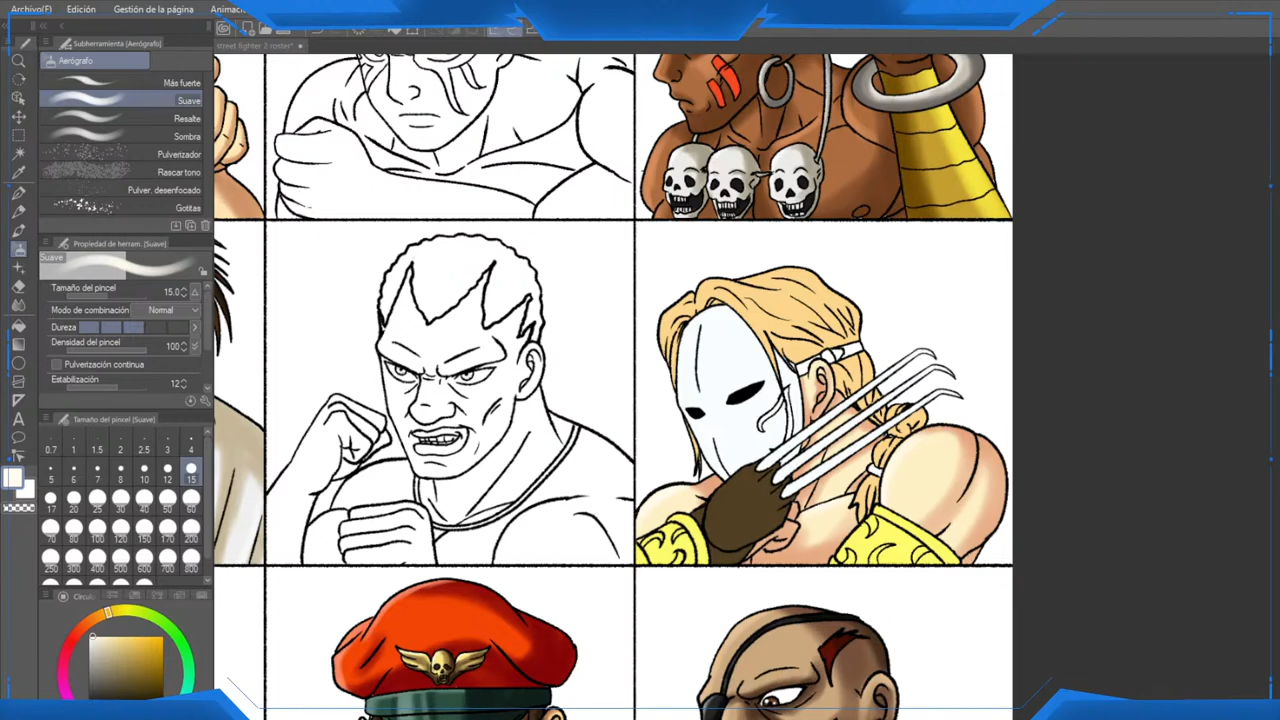 Archivo(F) Edición Gestión de la página Animació
street fighter 2 roster*
Subherramienta (Aerógrafo)
Aerógrafo
Más fuerte
Suave
Resalte
Sombra
Pulverizador
Rascar tono
Pulver. desenfocado
Gotitas
Propiedad de herram. [Suave]
Suave
Tamaño del pincel 15.0
Modo de combinación Normal
Dureza
Densidad del pincel 100
Pulverización continua
Estabilización 12
Tamaño del pincel [Suave]
0.7 1 1.5 2 2.5 3 4
5 6 7 8 10 12 15
17 20 25 30 40 50 60
70 80 100 120 150 170 200
250 300 400 500 600 700 800
Círculo